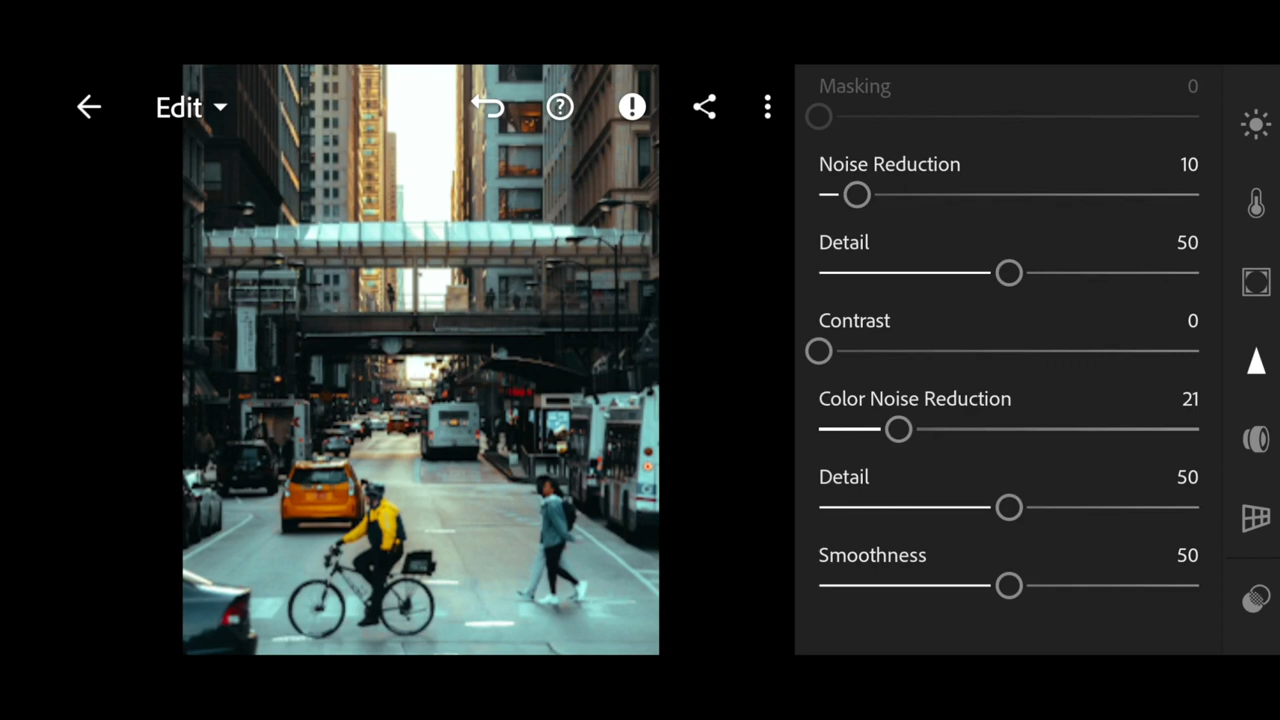 Edit
Masking 0
Noise Reduction 10
Detail 50
Contrast 0
Color Noise Reduction 21
Detail 50
Smoothness 50